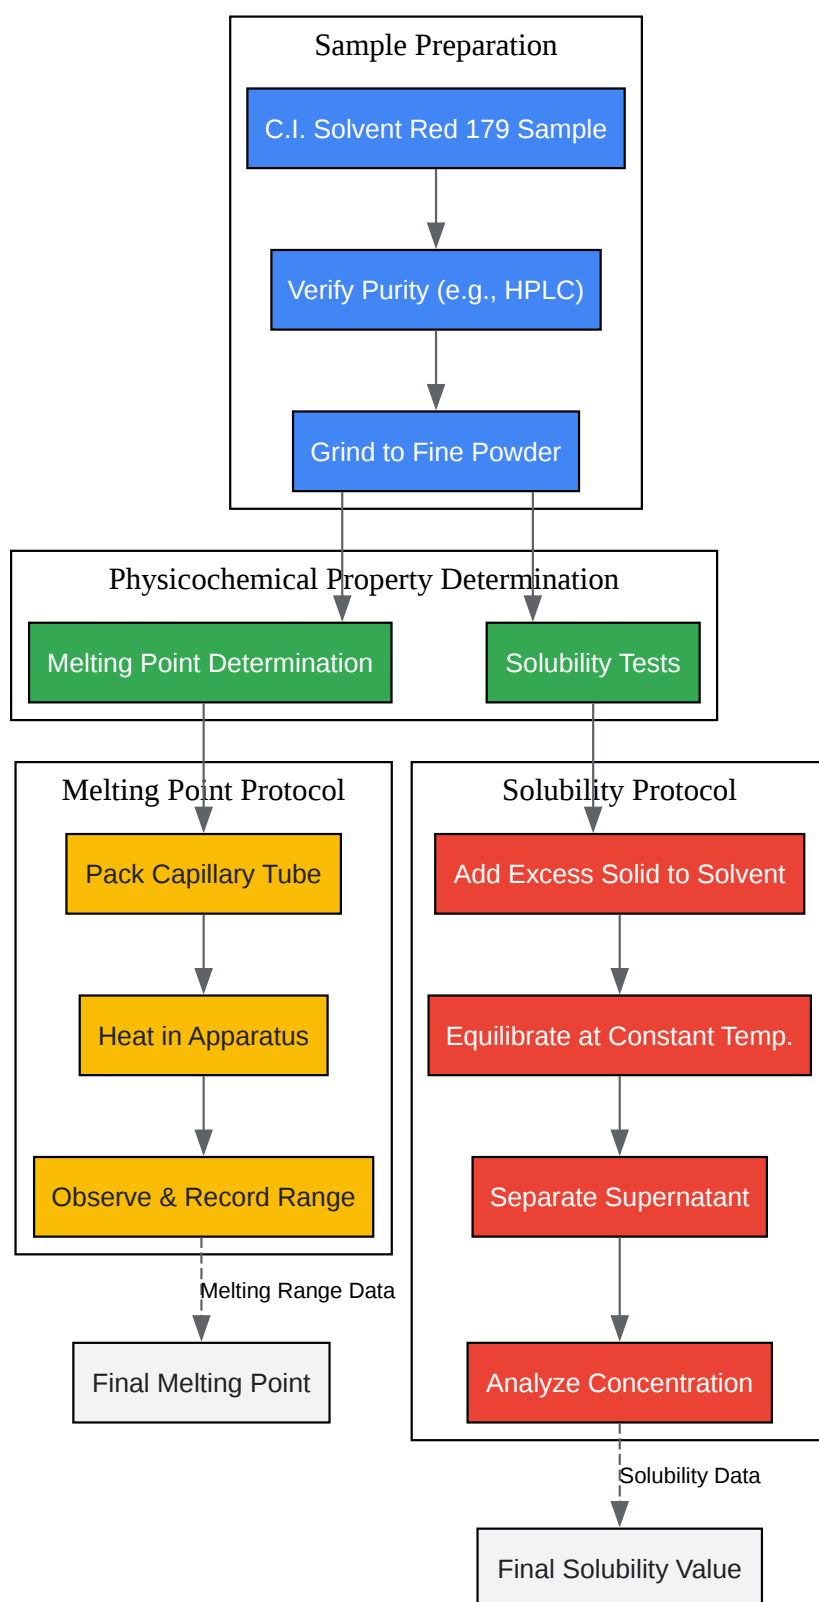 Sample Preparation
C.I. Solvent Red 179 Sample
Verify Purity (e.g., HPLC)
Grind to Fine Powder
Physicochemical Property Determination
Melting Point Determination
Solubility Tests
Melting Point Protocol
Pack Capillary Tube
Heat in Apparatus
Observe & Record Range
Melting Range Data
Final Melting Point
Solubility Protocol
Add Excess Solid to Solvent
Equilibrate at Constant Temp.
Separate Supernatant
Analyze Concentration
Solubility Data
Final Solubility Value